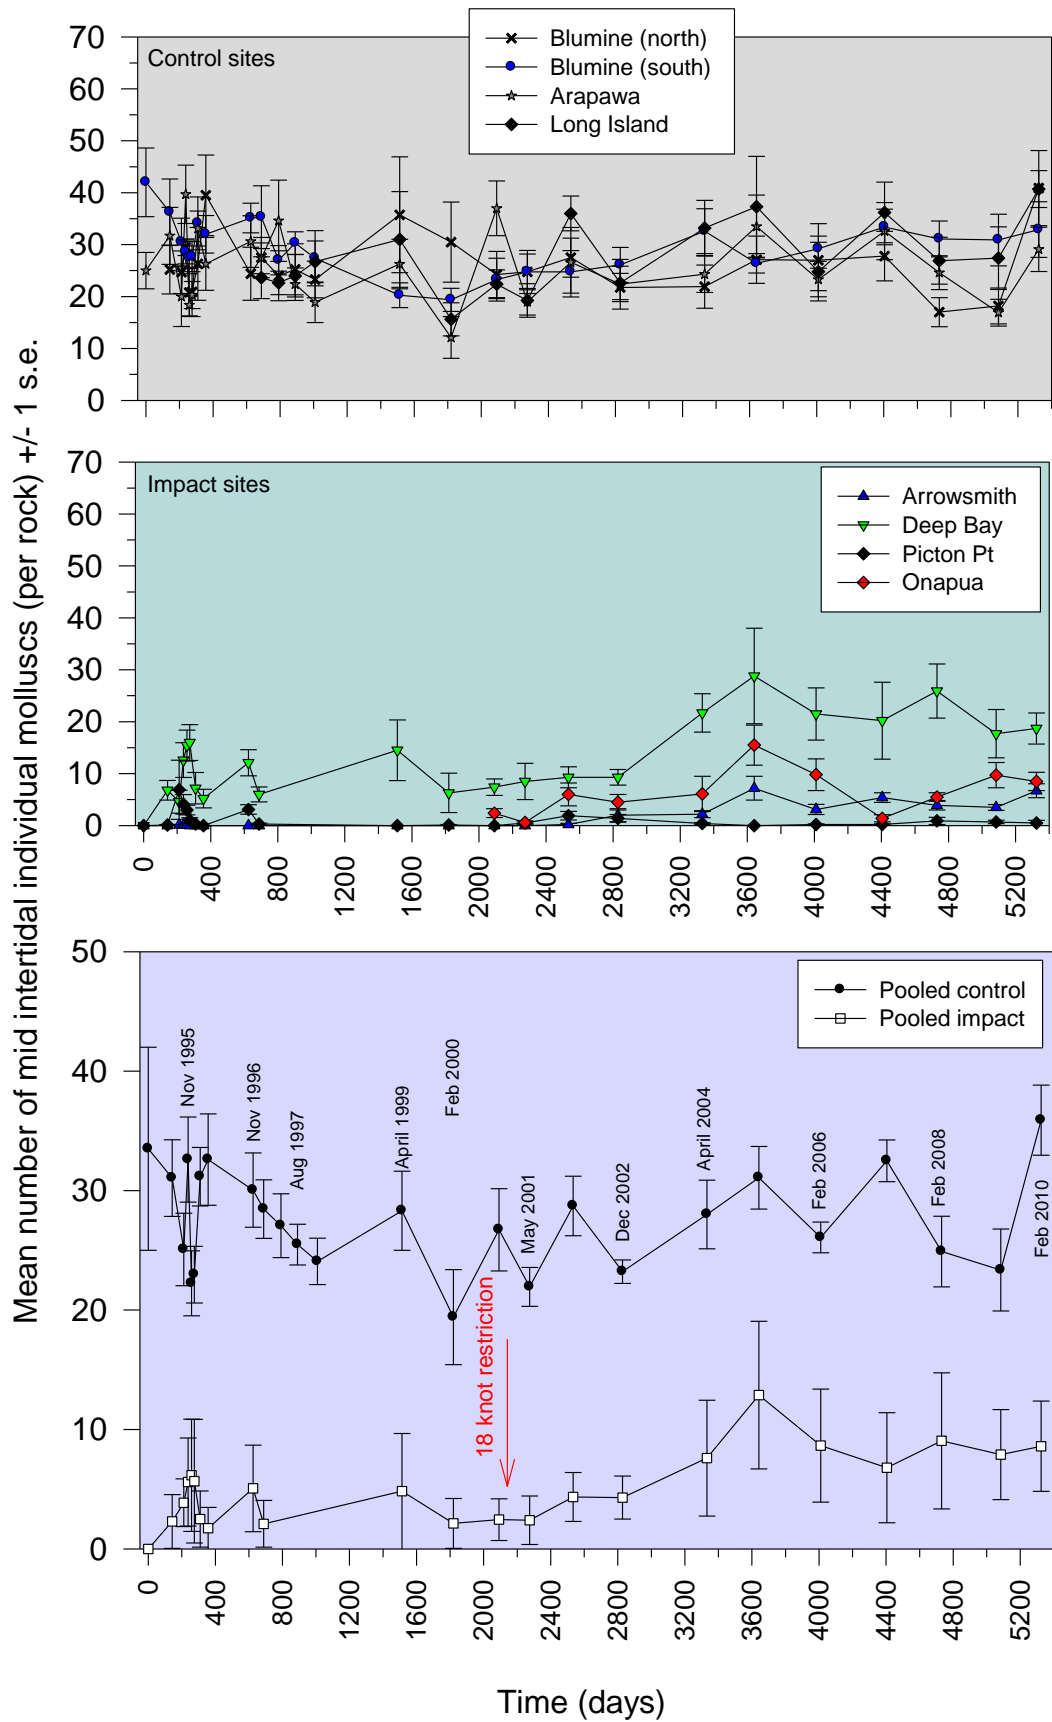 Mean number of mid intertidal individual molluscs (per rock) +/- 1 s.e.
Control sites
Blumine (north)
Blumine (south)
Arapawa
Long Island
70
60
50
40
30
20
10
0
Impact sites
Arrowsmith
Deep Bay
Picton Pt
Onapua
70
60
50
40
30
20
10
0
0
400
800
1200
1600
2000
2400
2800
3200
3600
4000
4400
4800
5200
Pooled control
Pooled impact
50
40
30
20
10
0
Nov 1995
Nov 1996
Aug 1997
April 1999
Feb 2000
May 2001
Dec 2002
April 2004
Feb 2006
Feb 2008
Feb 2010
18 knot restriction
0
400
800
1200
1600
2000
2400
2800
3200
3600
4000
4400
4800
5200
Time (days)